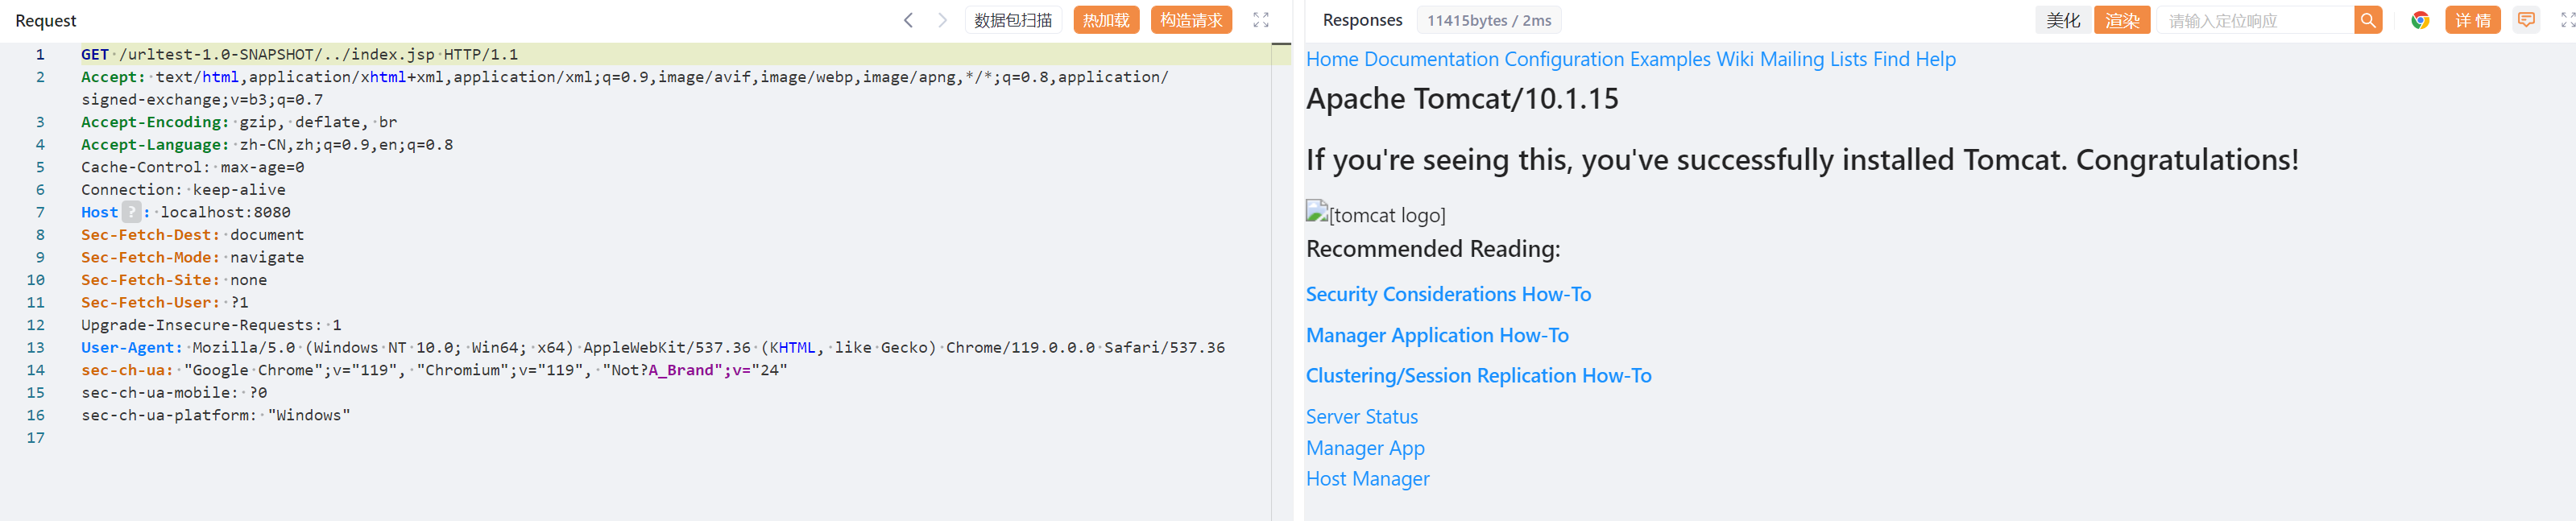 Request
数据包扫描
热加载
构造请求
1 GET /urltest-1.0-SNAPSHOT/../index.jsp HTTP/1.1
2 Accept: text/html,application/xhtml+xml,application/xml;q=0.9,image/avif,image/webp,image/apng,*/*;q=0.8,application/
signed-exchange;v=b3;q=0.7
3 Accept-Encoding: gzip, deflate, br
4 Accept-Language: zh-CN,zh;q=0.9,en;q=0.8
5 Cache-Control: max-age=0
6 Connection: keep-alive
7 Host ? : localhost:8080
8 Sec-Fetch-Dest: document
9 Sec-Fetch-Mode: navigate
10 Sec-Fetch-Site: none
11 Sec-Fetch-User: ?1
12 Upgrade-Insecure-Requests: 1
13 User-Agent: Mozilla/5.0 (Windows NT 10.0; Win64; x64) AppleWebKit/537.36 (KHTML, like Gecko) Chrome/119.0.0.0 Safari/537.36
14 sec-ch-ua: "Google Chrome";v="119", "Chromium";v="119", "Not?A_Brand";v="24"
15 sec-ch-ua-mobile: ?0
16 sec-ch-ua-platform: "Windows"
17
Responses
11415bytes / 2ms
美化
渲染
请输入定位响应
详情
Home Documentation Configuration Examples Wiki Mailing Lists Find Help
Apache Tomcat/10.1.15
If you're seeing this, you've successfully installed Tomcat. Congratulations!
[tomcat logo]
Recommended Reading:
Security Considerations How-To
Manager Application How-To
Clustering/Session Replication How-To
Server Status
Manager App
Host Manager